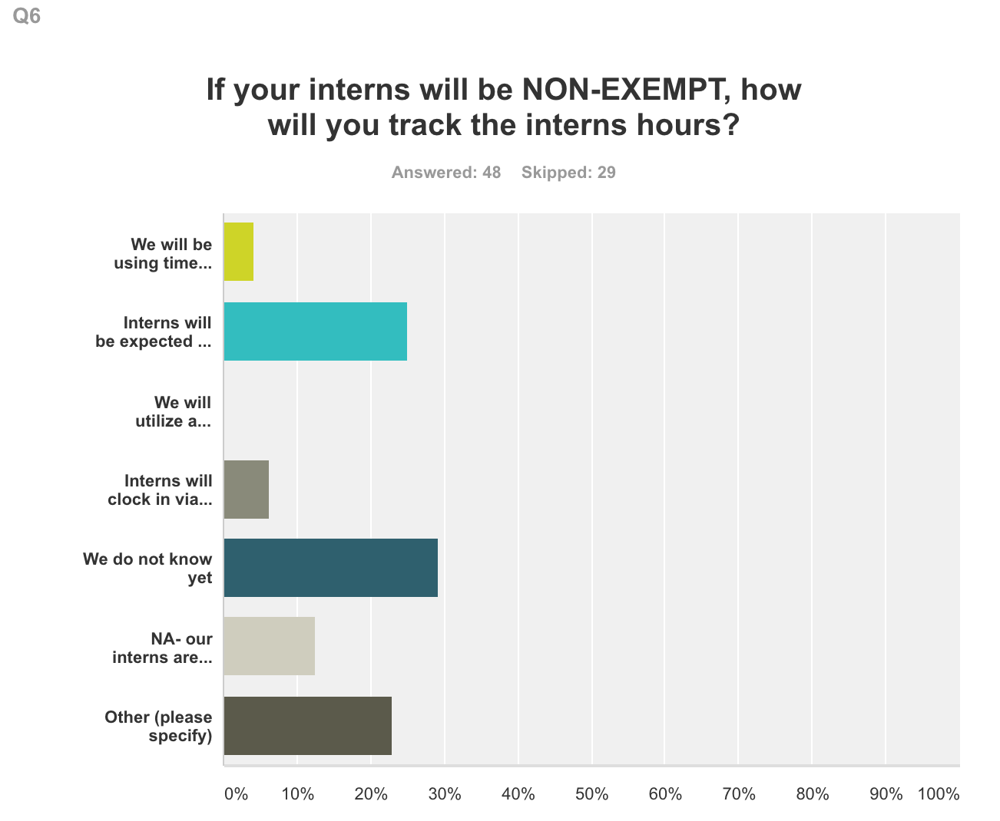 Q6
If your interns will be NON-EXEMPT, how
will you track the interns hours?
Answered: 48 Skipped: 29
We will be
using time...
Interns will
be expected ...
We will
utilize a...
Interns will
clock in via...
We do not know
yet
NA- our
interns are...
Other (please
specify)
0% 10% 20% 30% 40% 50% 60% 70% 80% 90% 100%